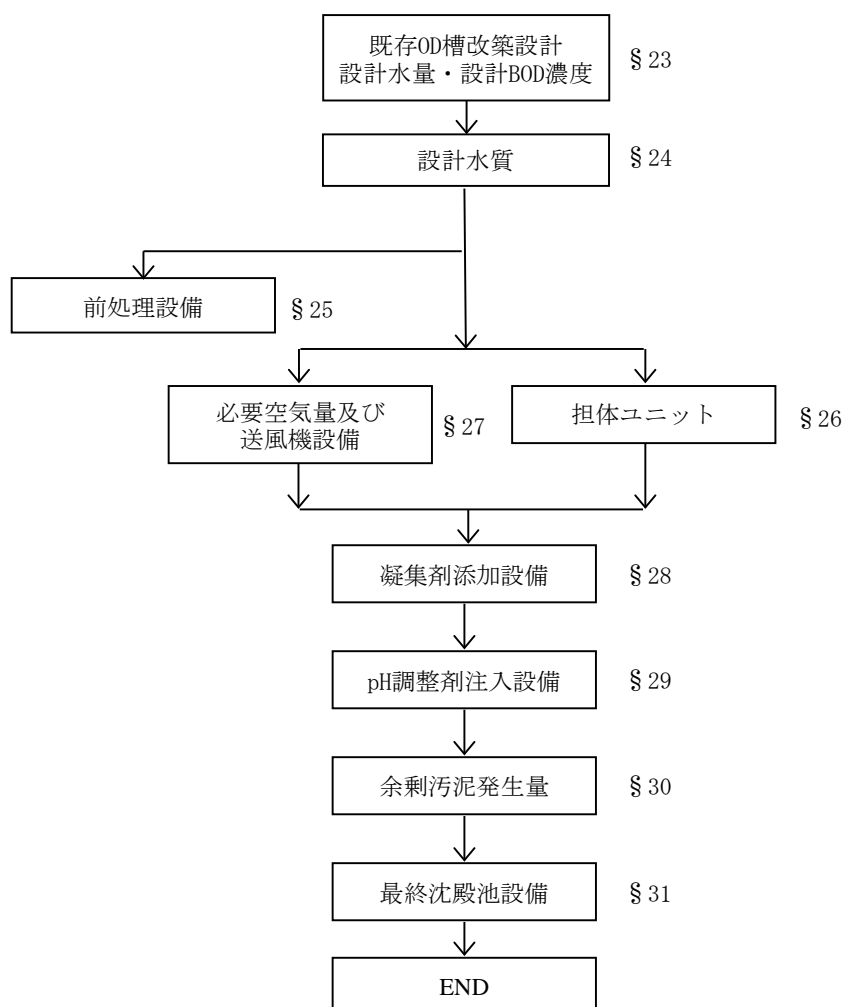 既存OD槽改築設計
設計水量・設計BOD濃度
§23
設計水質
§24
前処理設備
§25
必要空気量及び
送風機設備
§27
担体ユニット
§26
凝集剤添加設備
§28
pH調整剤注入設備
§29
余剰汚泥発生量
§30
最終沈殿池設備
§31
END